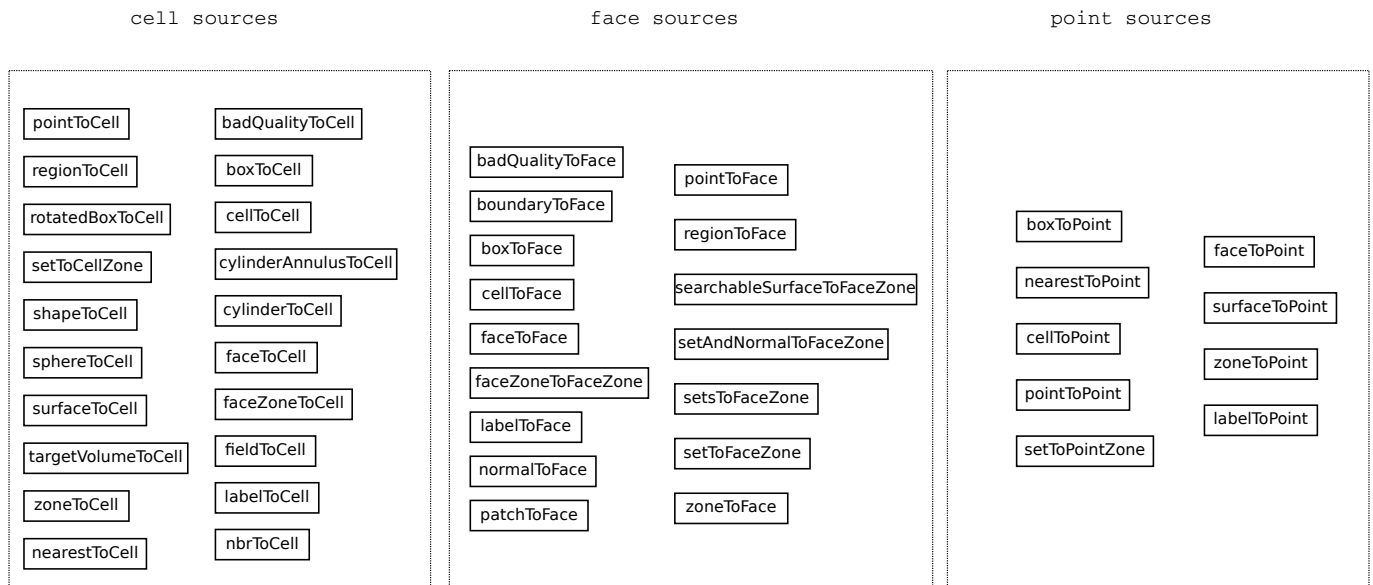 cell sources
face sources
point sources
pointToCell
regionToCell
rotatedBoxToCell
setToCellZone
shapeToCell
sphereToCell
surfaceToCell
targetVolumeToCell
zoneToCell
nearestToCell
badQualityToCell
boxToCell
cellToCell
cylinderAnnulusToCell
cylinderToCell
faceToCell
faceZoneToCell
fieldToCell
labelToCell
nbrToCell
badQualityToFace
boundaryToFace
boxToFace
cellToFace
faceToFace
faceZoneToFaceZone
labelToFace
normalToFace
patchToFace
pointToFace
regionToFace
searchableSurfaceToFaceZone
setAndNormalToFaceZone
setsToFaceZone
setToFaceZone
zoneToFace
boxToPoint
nearestToPoint
cellToPoint
pointToPoint
setToPointZone
faceToPoint
surfaceToPoint
zoneToPoint
labelToPoint